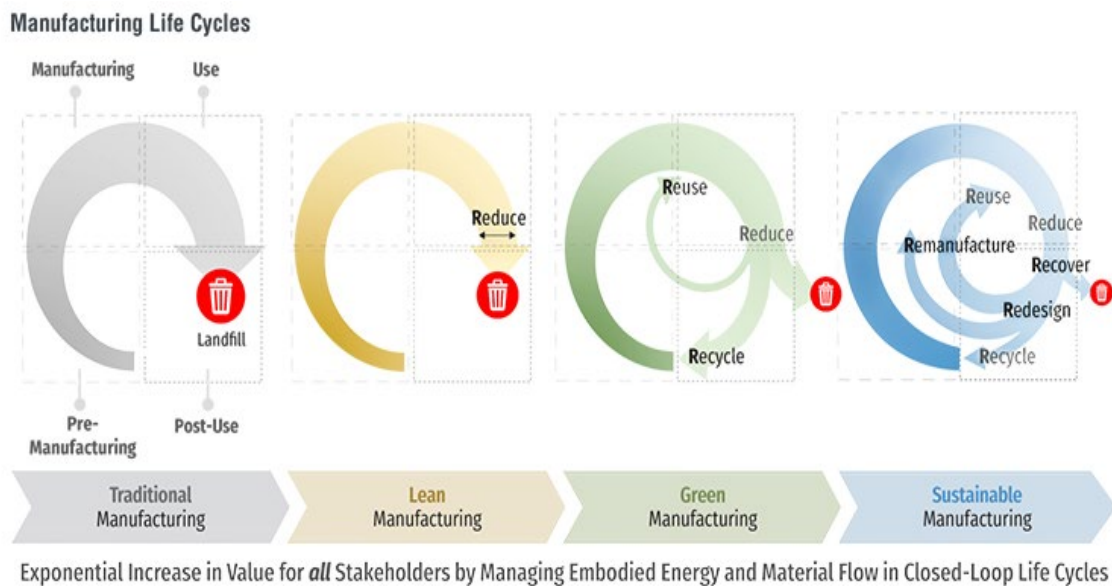 Manufacturing Life Cycles
Manufacturing
Use
Landfill
Pre-
Manufacturing
Post-Use
Reduce
Reuse
Reduce
Recycle
Reuse
Reduce
Remanufacture
Recover
Redesign
Recycle
Traditional
Manufacturing
Lean
Manufacturing
Green
Manufacturing
Sustainable
Manufacturing
Exponential Increase in Value for all Stakeholders by Managing Embodied Energy and Material Flow in Closed-Loop Life Cycles